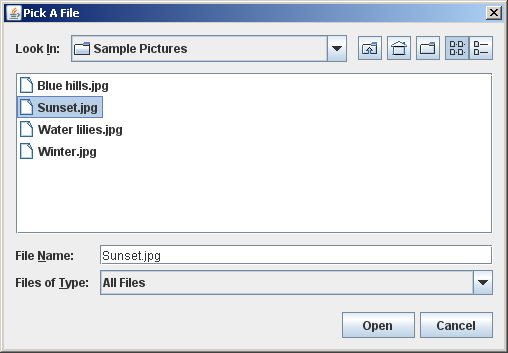 Pick A File
Look In: Sample Pictures
Blue hills.jpg
Sunset.jpg
Water lilies.jpg
Winter.jpg
File Name: Sunset.jpg
Files of Type: All Files
Open Cancel